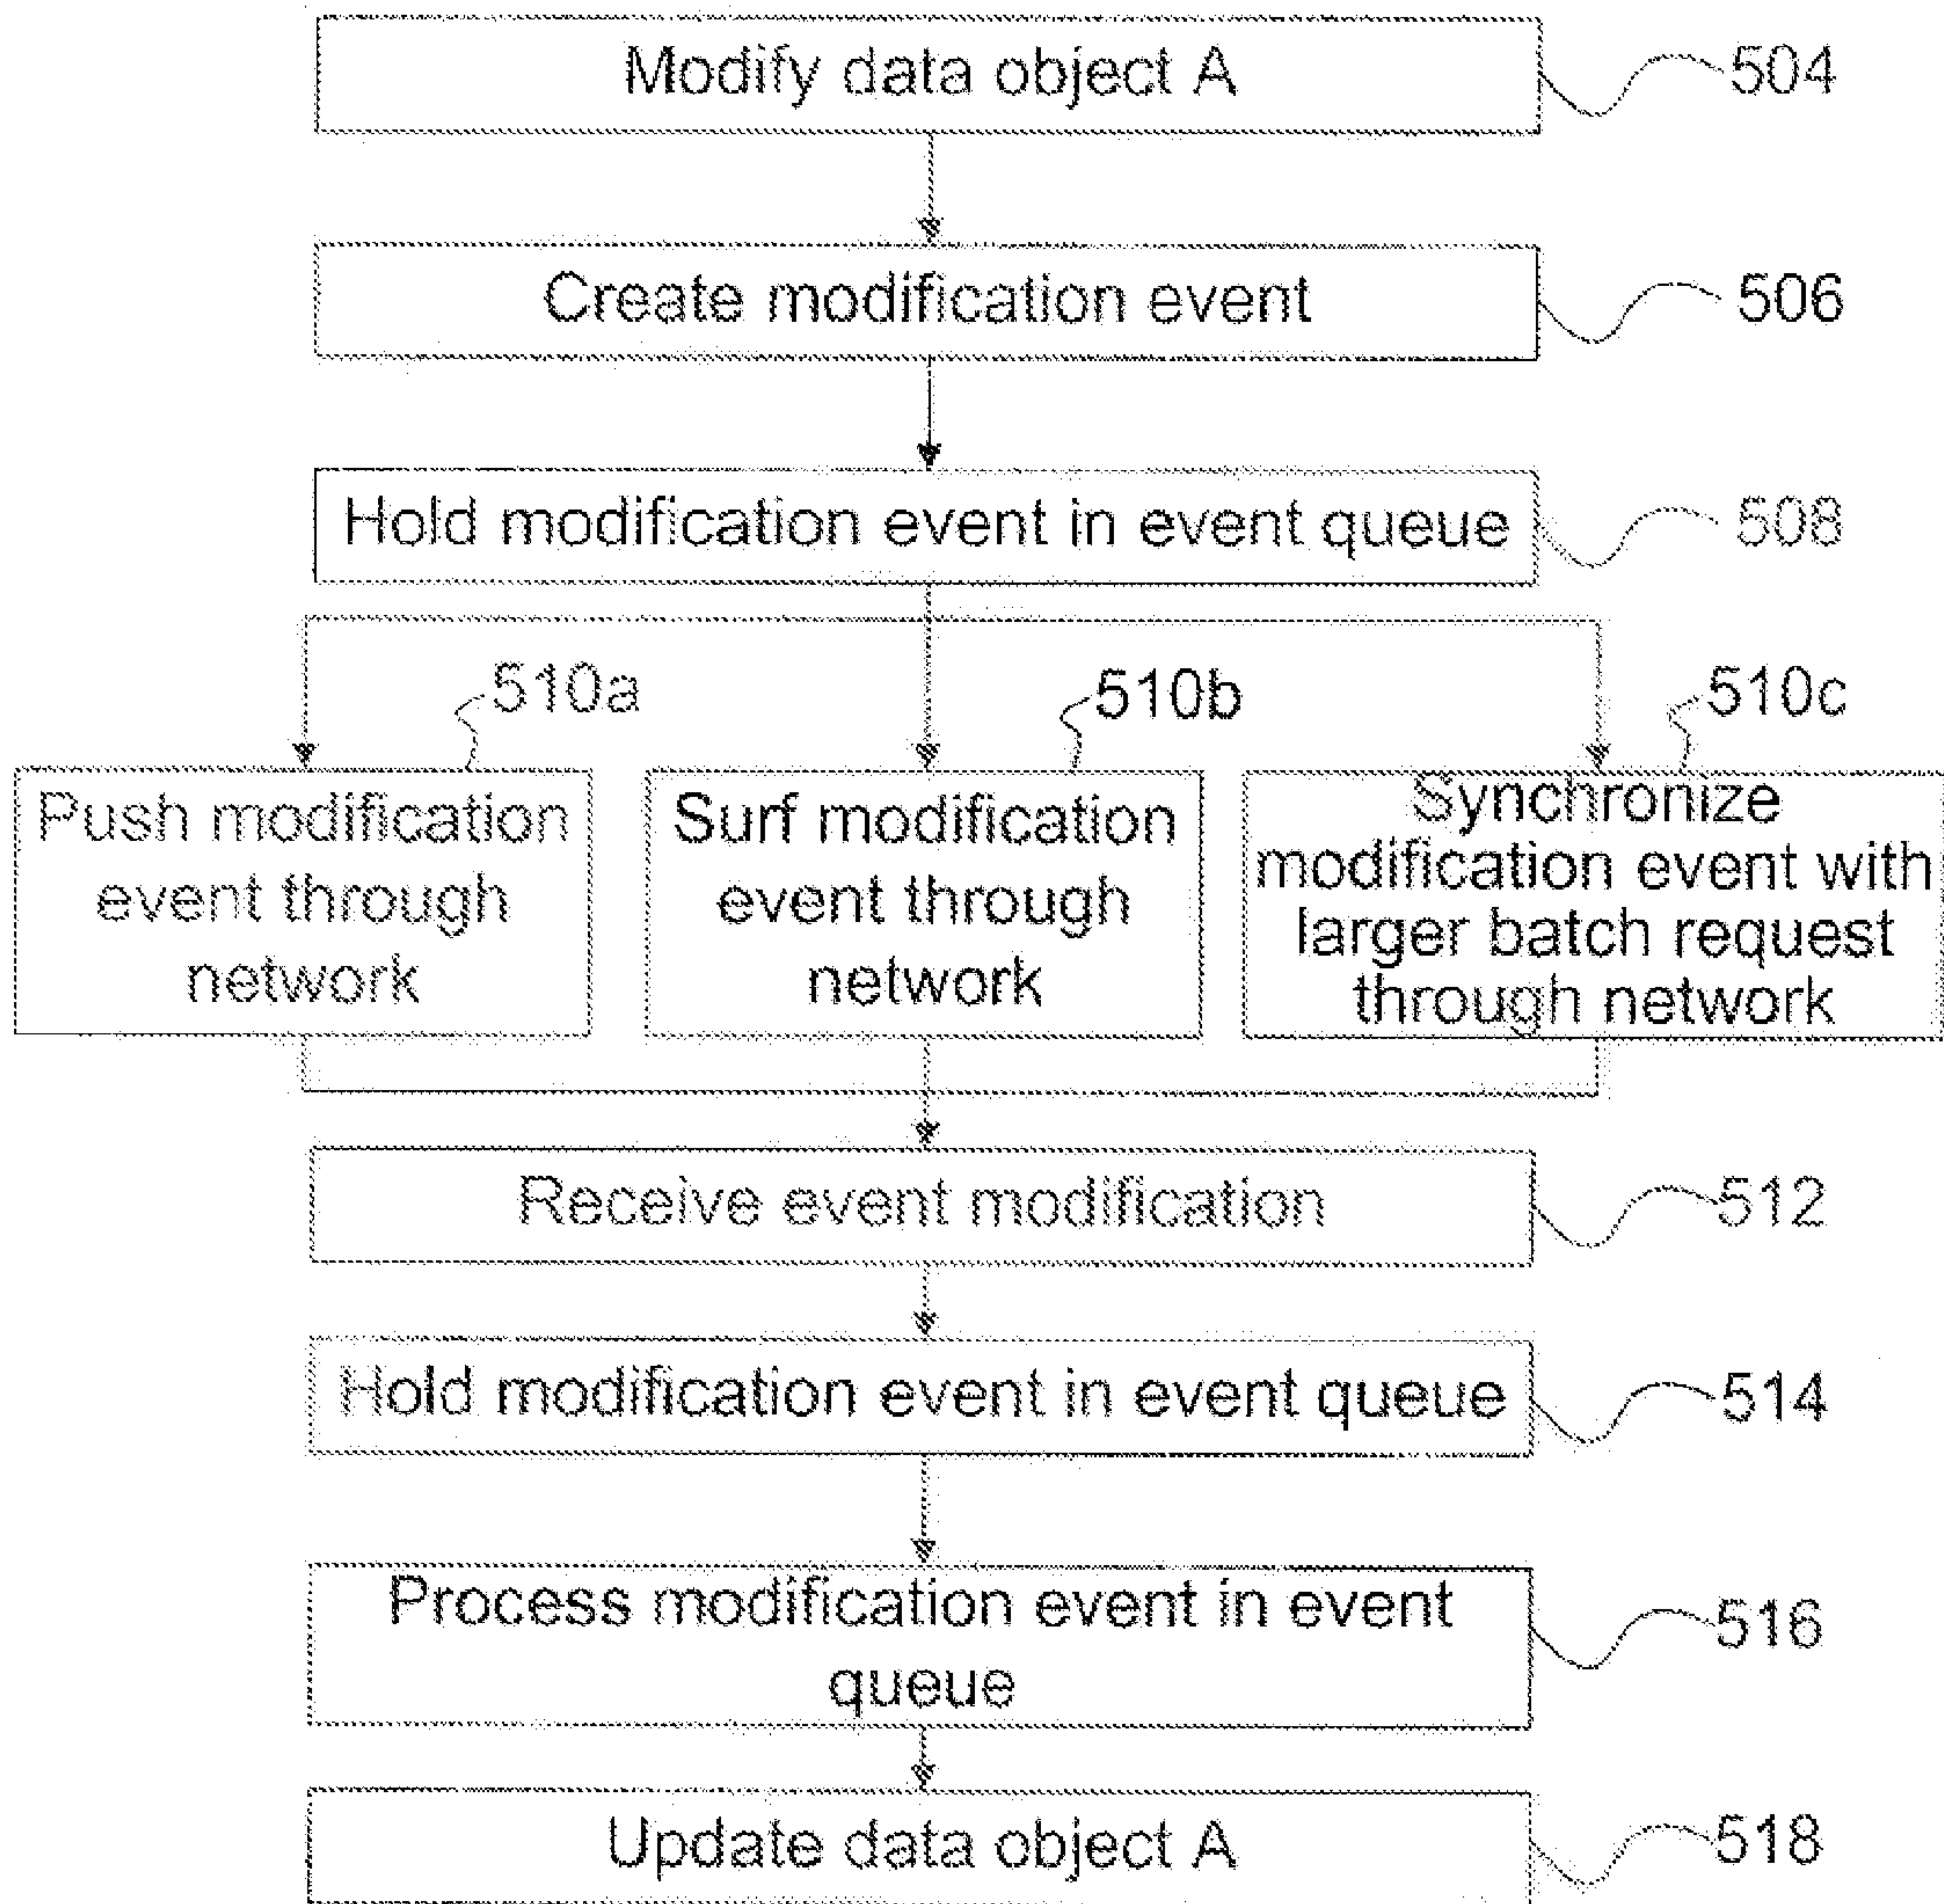 Modify data object A
504
Create modification event
506
Hold modification event in event queue
508
510a
510b
510c
Push modification
event through
network
Surf modification
event through
network
Synchronize
modification event with
larger batch request
through network
Receive event modification
512
Hold modification event in event queue
514
Process modification event in event
queue
516
Update data object A
518